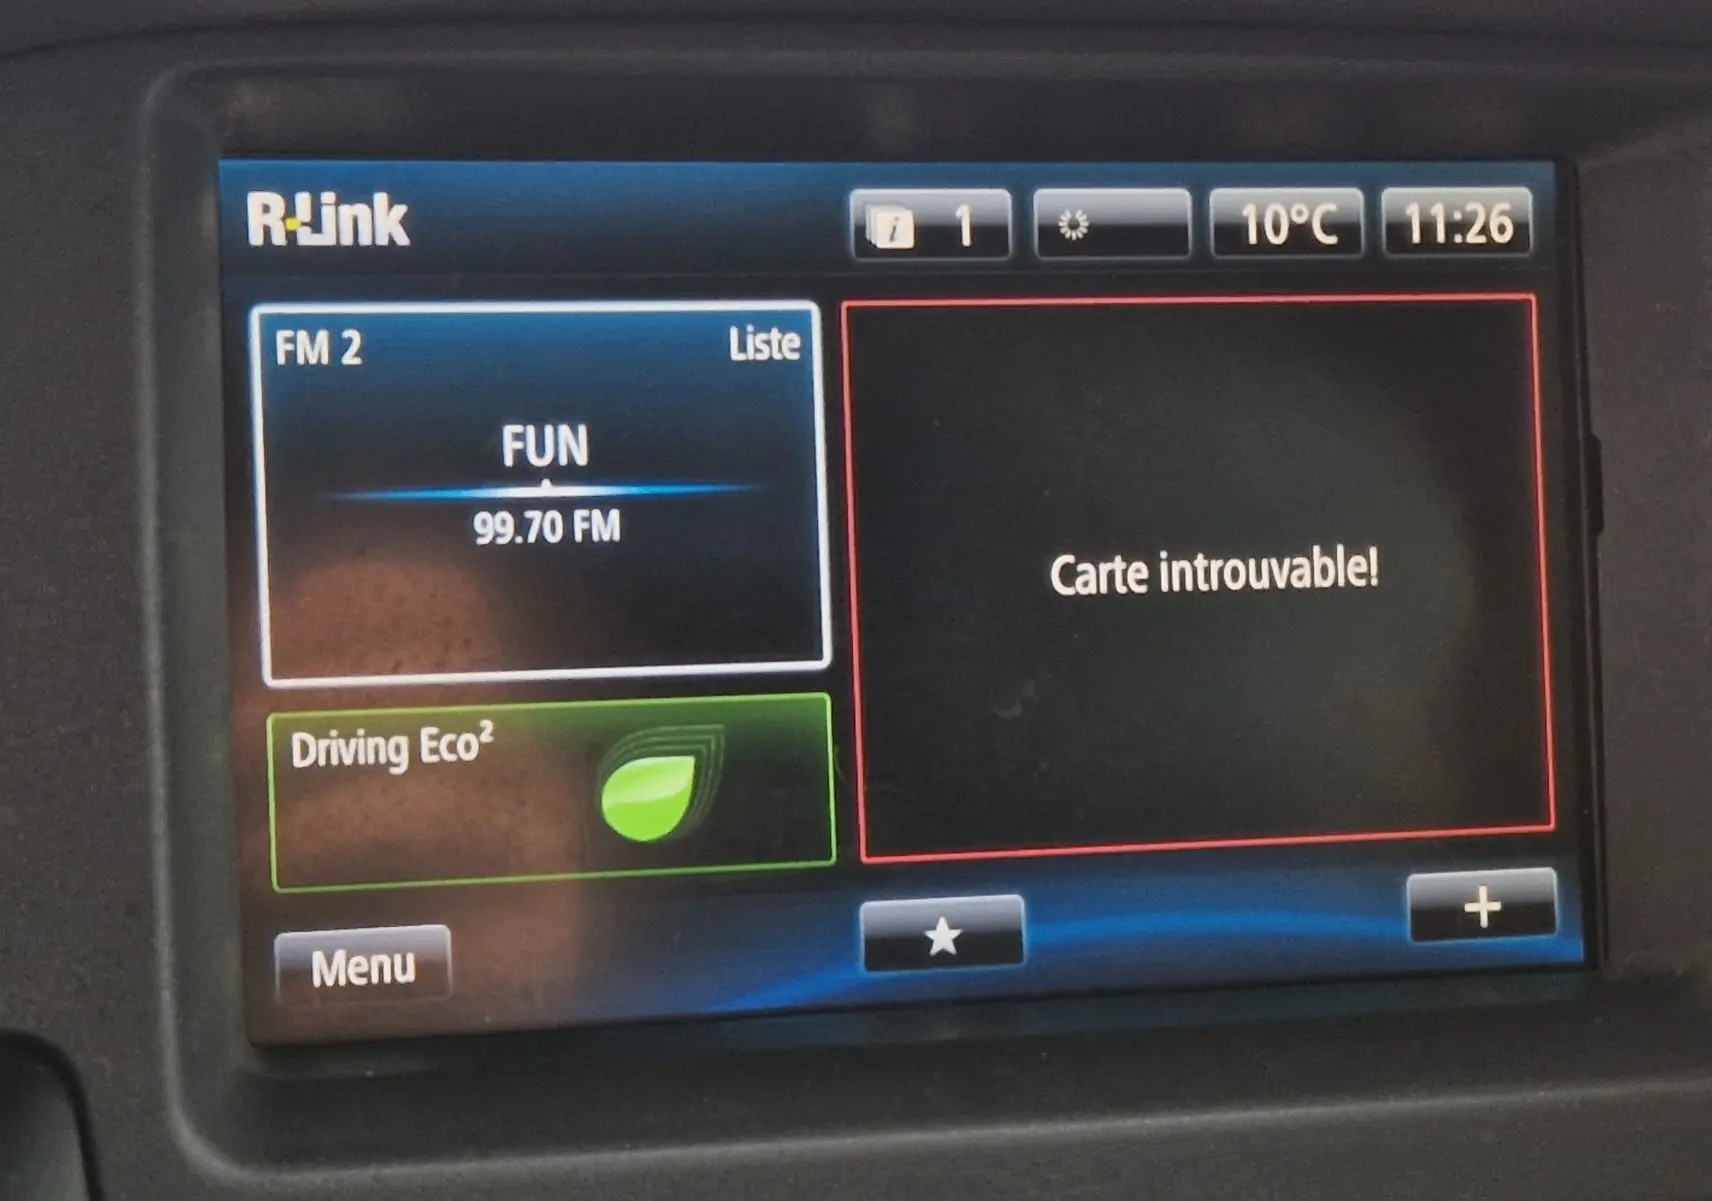 R-Link
i 1
10°C
11:26
FM 2
Liste
FUN
99.70 FM
Carte introuvable!
Driving Eco²
Menu
+